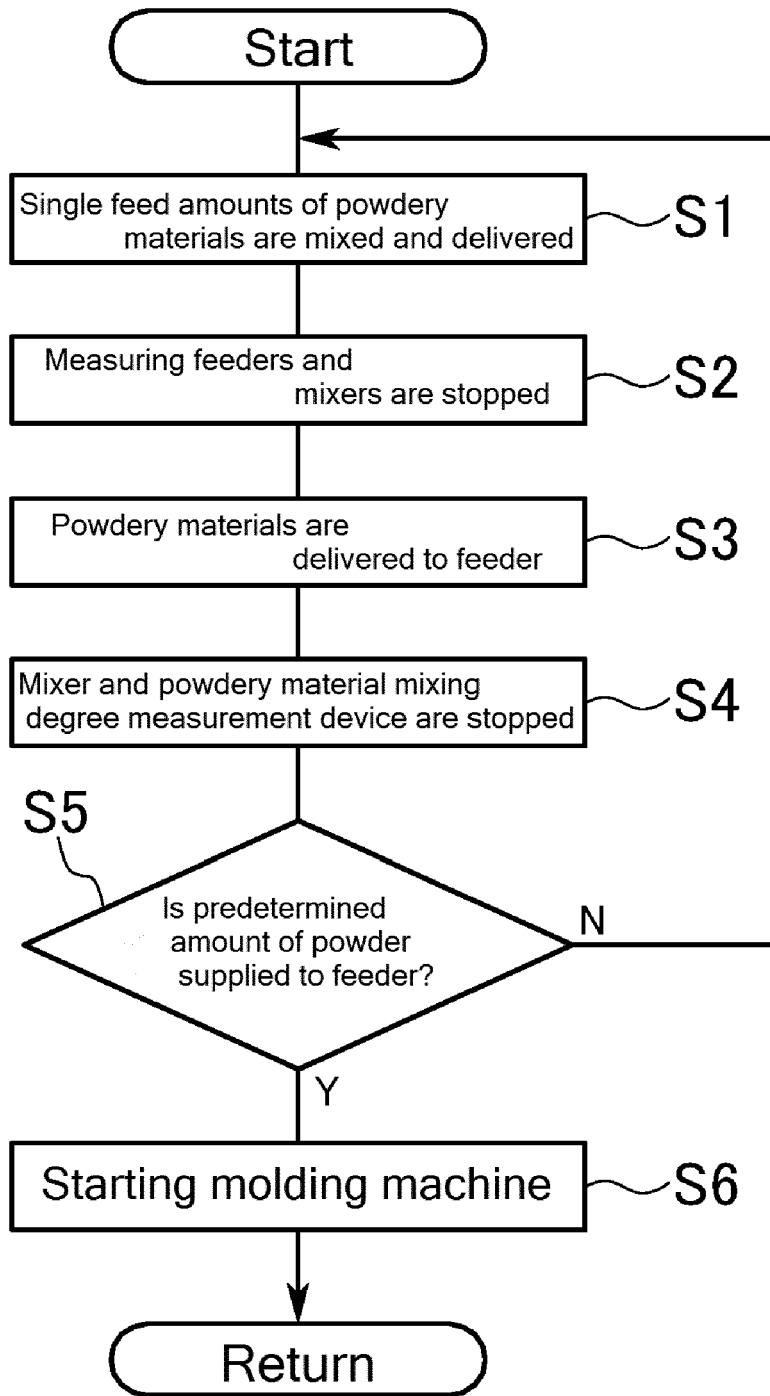 Start
Single feed amounts of powdery
materials are mixed and delivered
S1
Measuring feeders and
mixers are stopped
S2
Powdery materials are
delivered to feeder
S3
Mixer and powdery material mixing
degree measurement device are stopped
S4
S5
Is predetermined
amount of powder
supplied to feeder?
N
Y
Starting molding machine
S6
Return